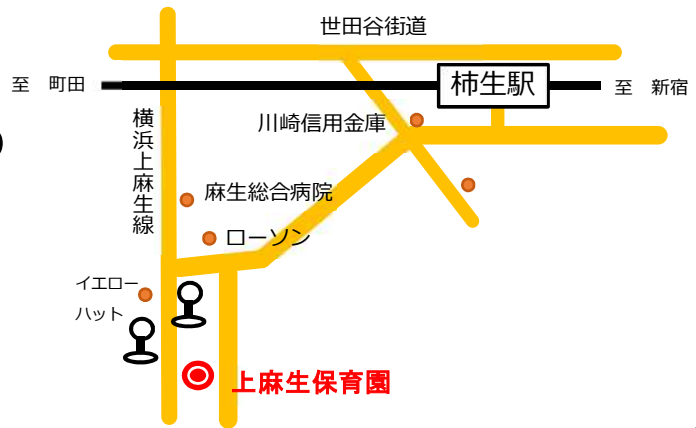 世田谷街道
至 町田
柿生駅
至 新宿
川崎信用金庫
横浜上麻生線
麻生総合病院
ローソン
イエロー
ハット
上麻生保育園